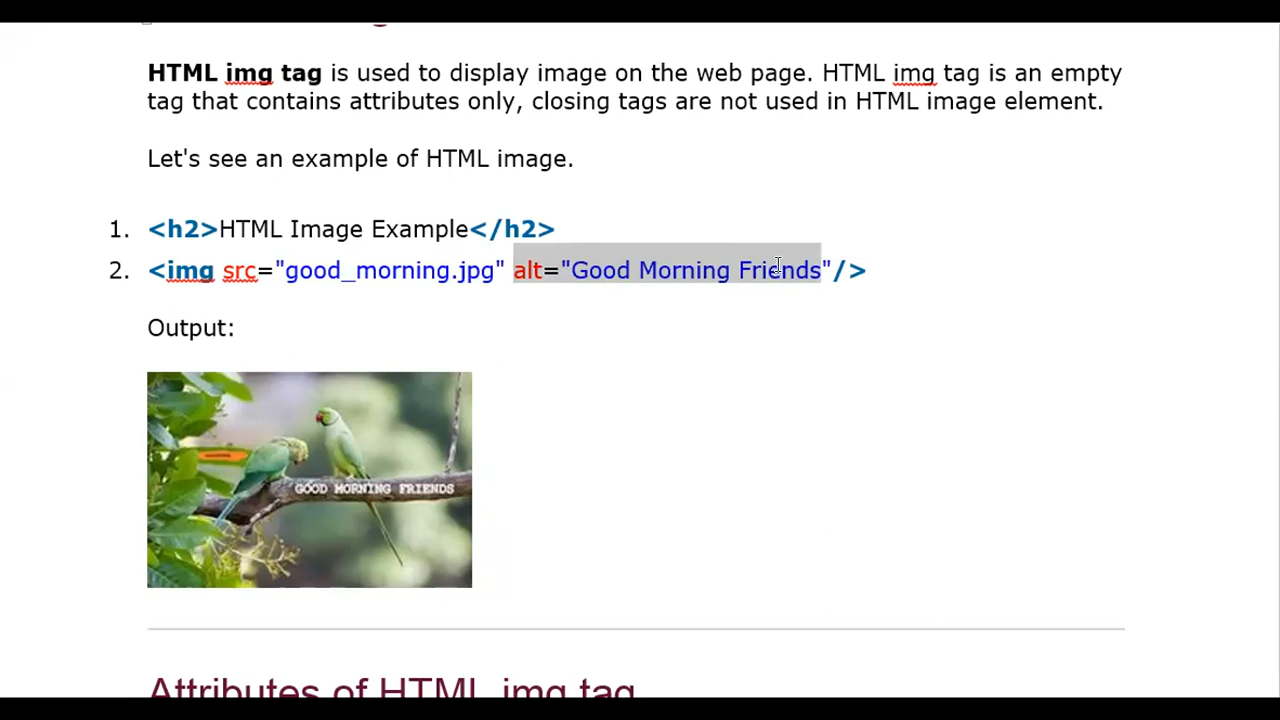 HTML img tag is used to display image on the web page. HTML img tag is an empty
tag that contains attributes only, closing tags are not used in HTML image element.
Let's see an example of HTML image.
1. <h2>HTML Image Example</h2>
2. <img src="good_morning.jpg" alt="Good Morning Friends"/>
Output:
GOOD MORNING FRIENDS
Attributes of HTML img tag